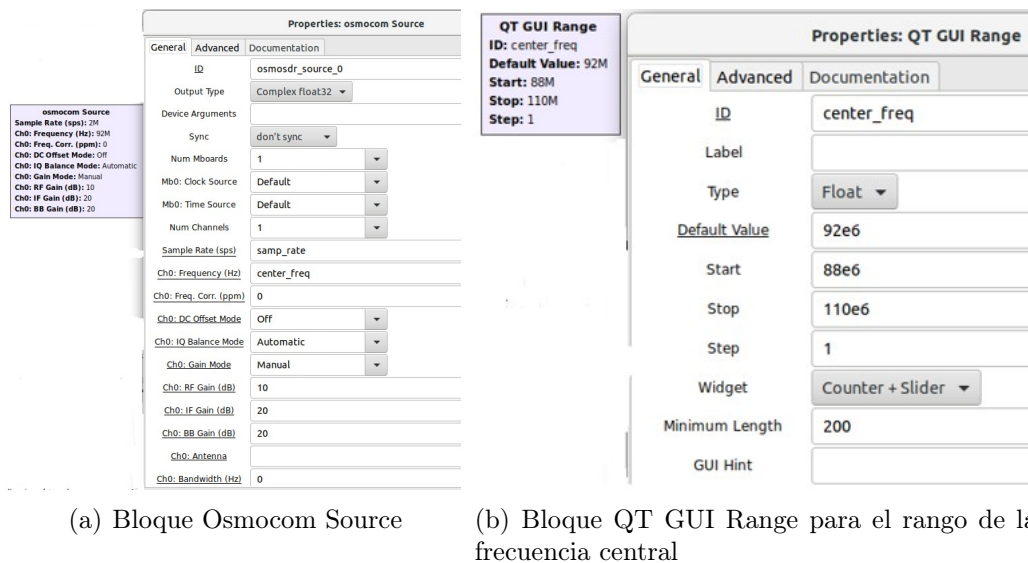 osmocom Source
Sample Rate (sps): 2M
Ch0: Frequency (Hz): 92M
Ch0: Freq. Corr. (ppm): 0
Ch0: DC Offset Mode: Off
Ch0: IQ Balance Mode: Automatic
Ch0: Gain Mode: Manual
Ch0: RF Gain (dB): 10
Ch0: IF Gain (dB): 20
Ch0: BB Gain (dB): 20
Properties: osmocom Source
General Advanced Documentation
ID osmosdr_source_0
Output Type Complex float32
Device Arguments
Sync don't sync
Num Mboards 1
Mb0: Clock Source Default
Mb0: Time Source Default
Num Channels 1
Sample Rate (sps) samp_rate
Ch0: Frequency (Hz) center_freq
Ch0: Freq. Corr. (ppm) 0
Ch0: DC Offset Mode Off
Ch0: IQ Balance Mode Automatic
Ch0: Gain Mode Manual
Ch0: RF Gain (dB) 10
Ch0: IF Gain (dB) 20
Ch0: BB Gain (dB) 20
Ch0: Antenna
Ch0: Bandwidth (Hz) 0
(a) Bloque Osmocom Source
QT GUI Range
ID: center_freq
Default Value: 92M
Start: 88M
Stop: 110M
Step: 1
Properties: QT GUI Range
General Advanced Documentation
ID center_freq
Label
Type Float
Default Value 92e6
Start 88e6
Stop 110e6
Step 1
Widget Counter + Slider
Minimum Length 200
GUI Hint
(b) Bloque QT GUI Range para el rango de la
frecuencia central